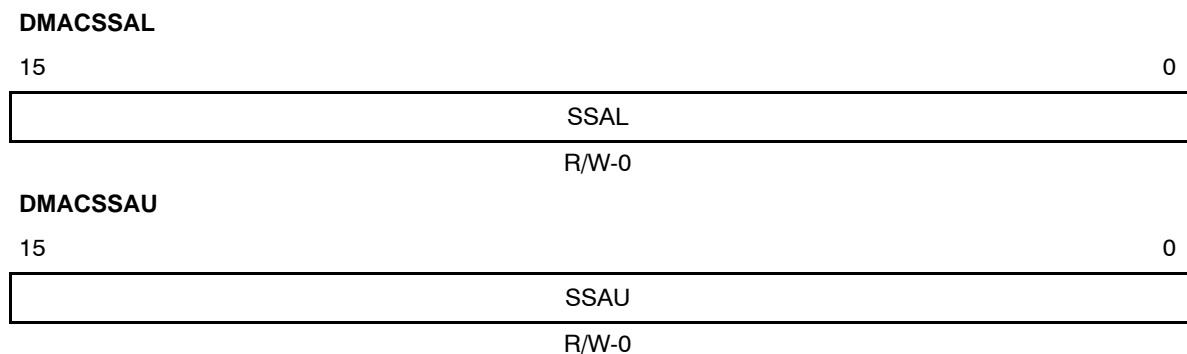 DMACSSAL
15 0
SSAL
R/W-0
DMACSSAU
15 0
SSAU
R/W-0